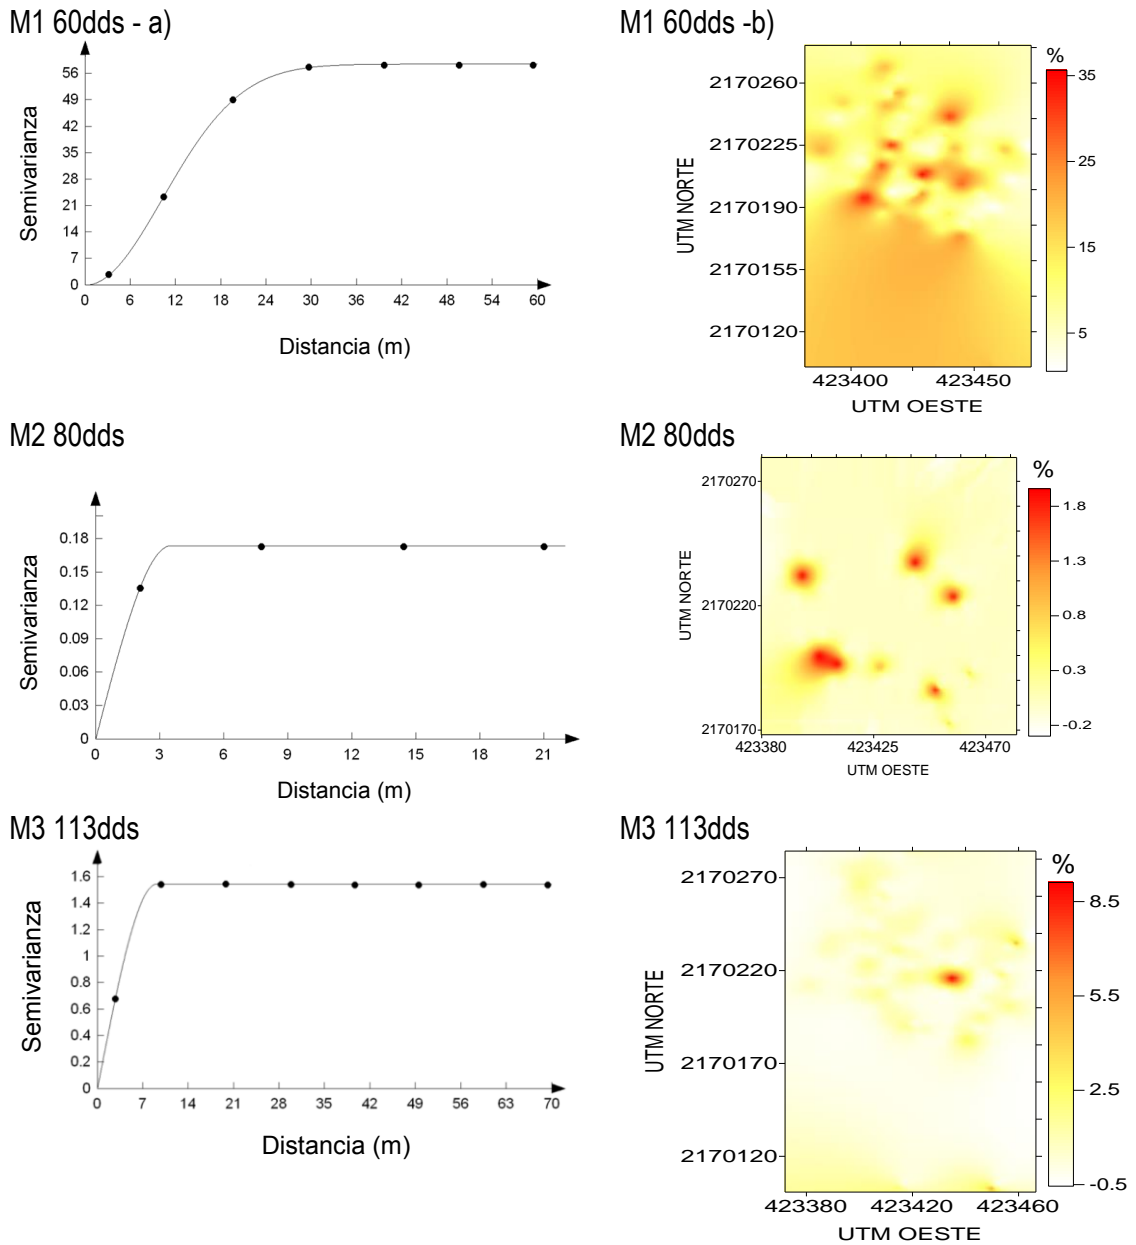 M1 60dds - a)
56
49
42
35
28
21
14
7
0
Semivarianza
0 6 12 18 24 30 36 42 48 54 60
Distancia (m)
M1 60dds -b)
%
35
25
15
5
2170260
2170225
2170190
2170155
2170120
UTM NORTE
423400 423450
UTM OESTE
M2 80dds
0.18
0.15
0.12
0.09
0.06
0.03
0
Semivarianza
0 3 6 9 12 15 18 21
Distancia (m)
M2 80dds
%
1.8
1.3
0.8
0.3
-0.2
2170270
2170220
2170170
UTM NORTE
423380 423425 423470
UTM OESTE
M3 113dds
1.6
1.4
1.2
1
0.8
0.6
0.4
0.2
0
Semivarianza
0 7 14 21 28 35 42 49 56 63 70
Distancia (m)
M3 113dds
%
8.5
5.5
2.5
-0.5
2170270
2170220
2170170
2170120
UTM NORTE
423380 423420 423460
UTM OESTE